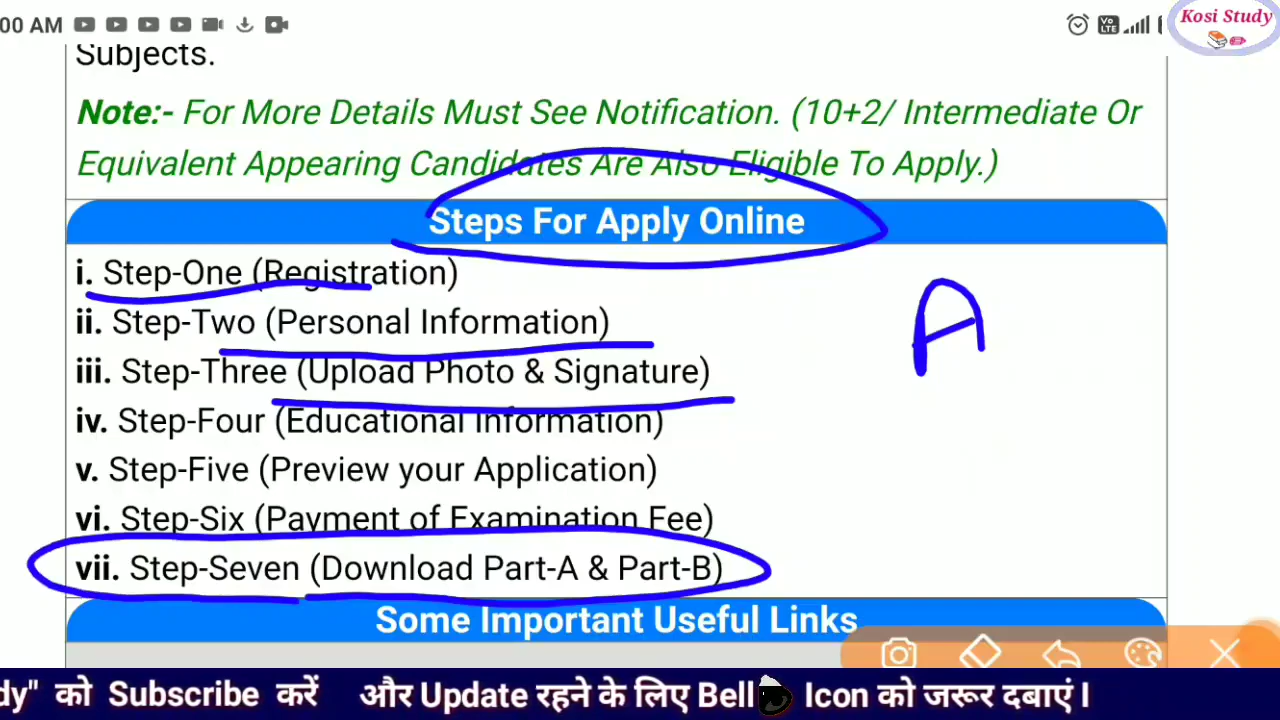 00 AM
Vo LTE
Kosi Study
Subjects.
Note:- For More Details Must See Notification. (10+2/ Intermediate Or
Equivalent Appearing Candidates Are Also Eligible To Apply.)
Steps For Apply Online
i. Step-One (Registration)
ii. Step-Two (Personal Information)
A
iii. Step-Three (Upload Photo & Signature)
iv. Step-Four (Educational Information)
v. Step-Five (Preview your Application)
vi. Step-Six (Payment of Examination Fee)
vii. Step-Seven (Download Part-A & Part-B)
Some Important Useful Links
dy" को Subscribe करें और Update रहने के लिए Bell Icon को जरूर दबाएं l